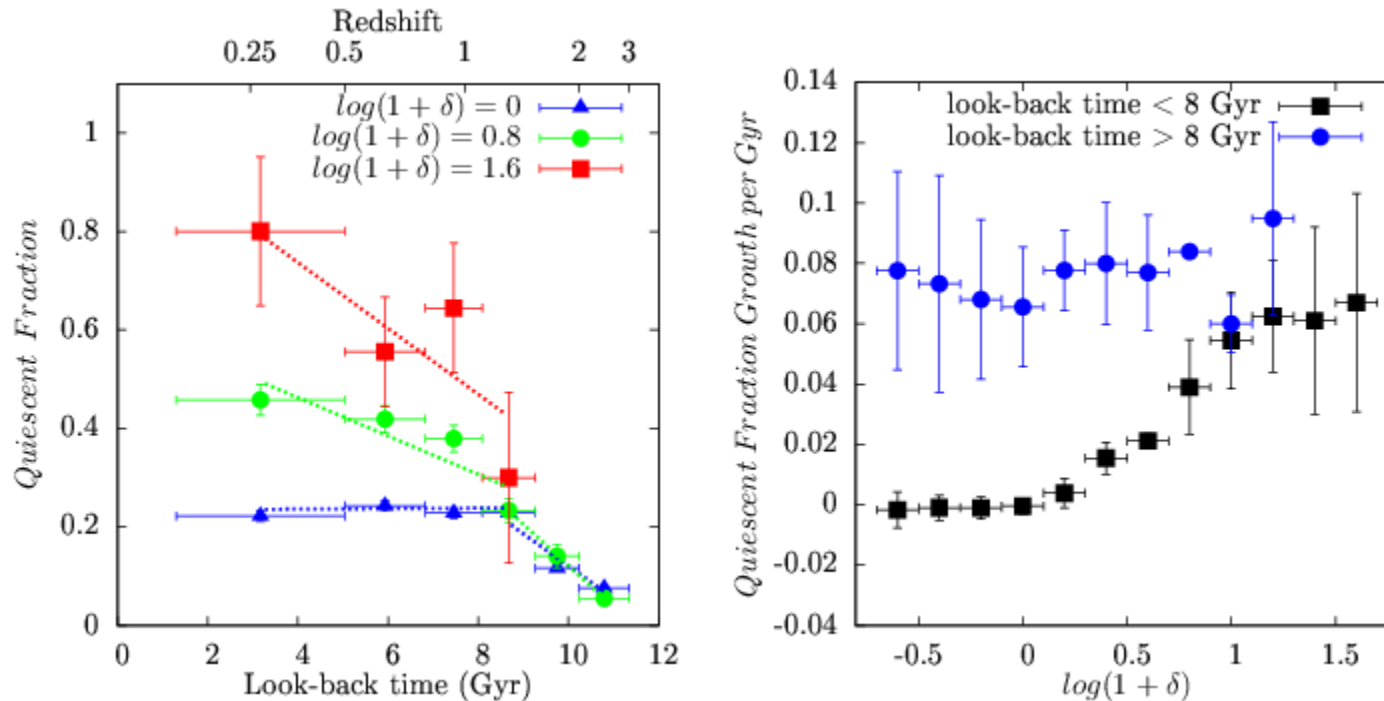 Redshift
0.25 0.5 1 2 3
log(1 + δ) = 0
log(1 + δ) = 0.8
log(1 + δ) = 1.6
1
0.8
0.6
0.4
0.2
0
Quiescent Fraction
0 2 4 6 8 10 12
Look-back time (Gyr)
look-back time < 8 Gyr
look-back time > 8 Gyr
0.14
0.12
0.1
0.08
0.06
0.04
0.02
0
-0.02
-0.04
Quiescent Fraction Growth per Gyr
-0.5 0 0.5 1 1.5
log(1 + δ)